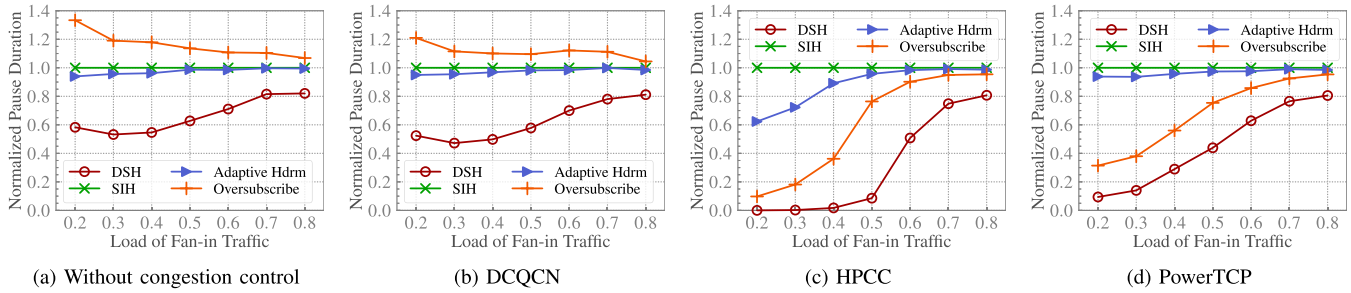 Normalized Pause Duration
1.4
1.2
1.0
0.8
0.6
0.4
0.2
0.0
DSH
SIH
Adaptive Hdrm
Oversubscribe
0.2 0.3 0.4 0.5 0.6 0.7 0.8
Load of Fan-in Traffic
(a) Without congestion control
Normalized Pause Duration
1.4
1.2
1.0
0.8
0.6
0.4
0.2
0.0
DSH
SIH
Adaptive Hdrm
Oversubscribe
0.2 0.3 0.4 0.5 0.6 0.7 0.8
Load of Fan-in Traffic
(b) DCQCN
Normalized Pause Duration
1.4
1.2
1.0
0.8
0.6
0.4
0.2
0.0
DSH
SIH
Adaptive Hdrm
Oversubscribe
0.2 0.3 0.4 0.5 0.6 0.7 0.8
Load of Fan-in Traffic
(c) HPCC
Normalized Pause Duration
1.4
1.2
1.0
0.8
0.6
0.4
0.2
0.0
DSH
SIH
Adaptive Hdrm
Oversubscribe
0.2 0.3 0.4 0.5 0.6 0.7 0.8
Load of Fan-in Traffic
(d) PowerTCP